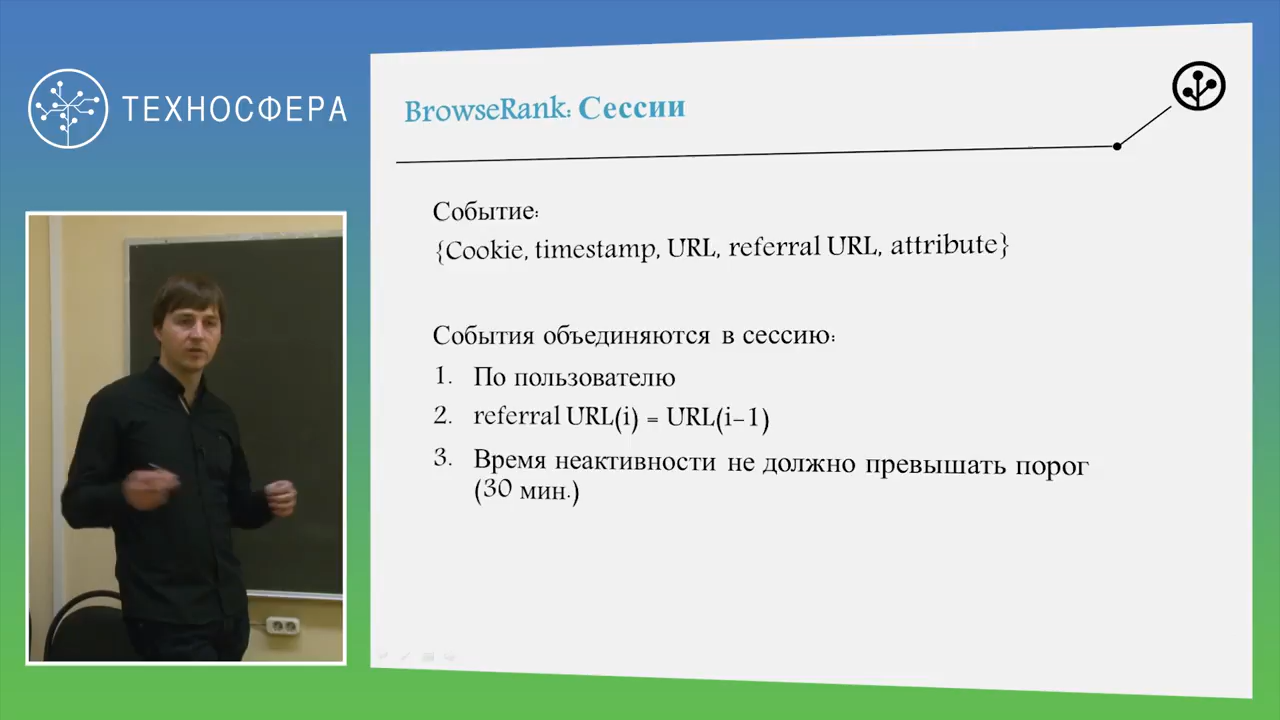 ТЕХНОСФЕРА
BrowseRank: Сессии
Событие:
{Cookie, timestamp, URL, referral URL, attribute}
События объединяются в сессию:
1. По пользователю
2. referral URL(i) = URL(i-1)
3. Время неактивности не должно превышать порог
(30 мин.)